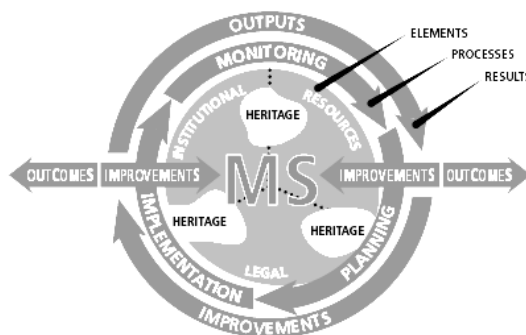 OUTPUTS
MONITORING
ELEMENTS
PROCESSES
RESULTS
INSTITUTIONAL
RESOURCES
HERITAGE
OUTCOMES
IMPROVEMENTS
MS
IMPROVEMENTS
OUTCOMES
HERITAGE
HERITAGE
IMPLEMENTATION
PLANNING
LEGAL
IMPROVEMENTS